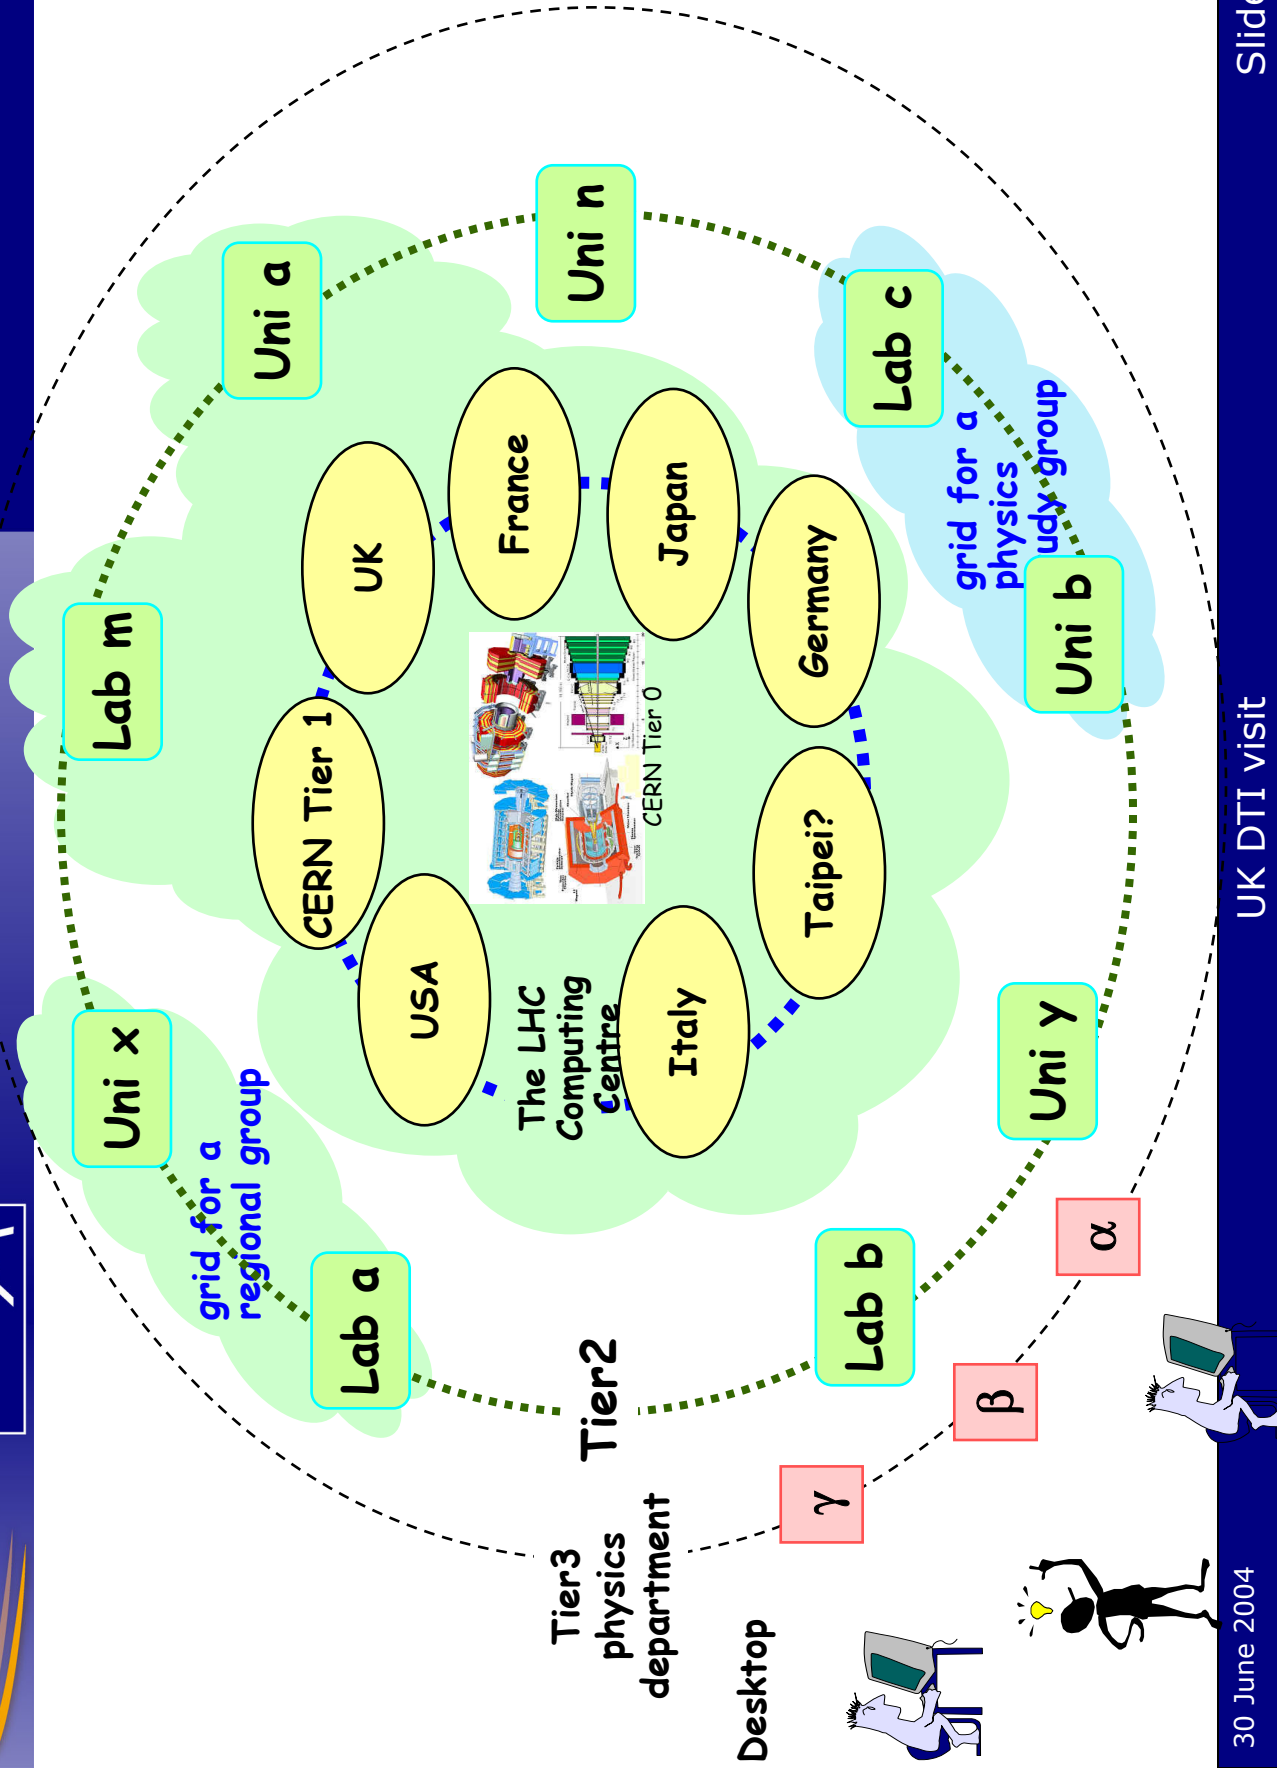 Uni x
Lab m
grid for a
regional group
Uni a
CERN Tier 1
Lab a
UK
USA
France
The LHC
Computing
Centre
Uni n
Tier3
physics
department
Tier2
CERN Tier 0
Italy
Japan
Desktop
γ
Taipei?
Germany
Lab b
Lab c
β
grid for a
physics
udy group
Uni y
Uni b
α
30 June 2004
UK DTI visit
Slide